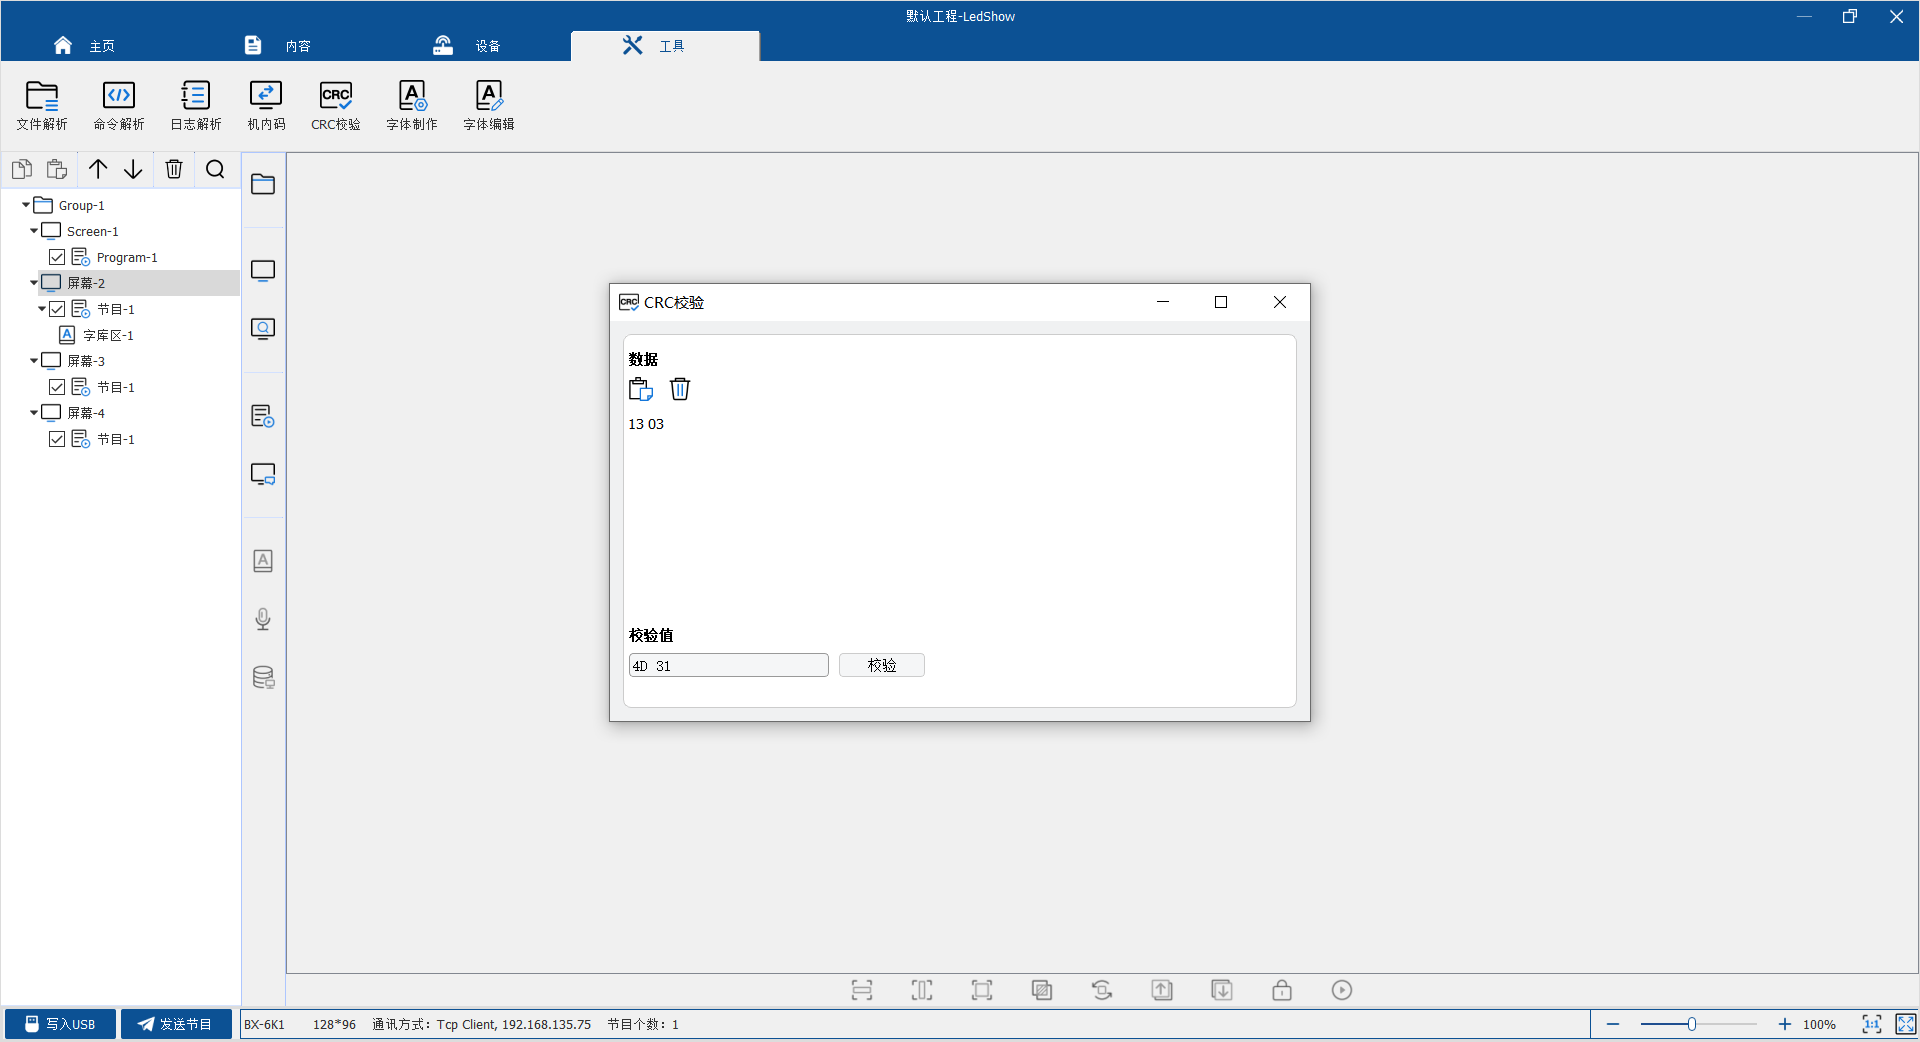 默认工程-LedShow
主页
内容
设备
工具
文件解析
命令解析
日志解析
机内码
CRC
CRC校验
字体制作
字体编辑
Group-1
Screen-1
Program-1
屏幕-2
节目-1
字库区-1
屏幕-3
节目-1
屏幕-4
节目-1
CRC校验
数据
13 03
校验值
4D 31
校验
写入USB
发送节目
BX-6K1 128*96 通讯方式：Tcp Client, 192.168.135.75 节目个数：1
100%
1:1